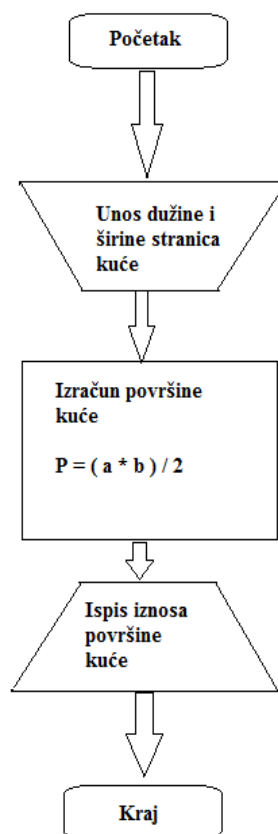 Početak
Unos dužine i
širine stranica
kuće
Izračun površine
kuće
P = ( a * b ) / 2
Ispis iznosa
površine
kuće
Kraj